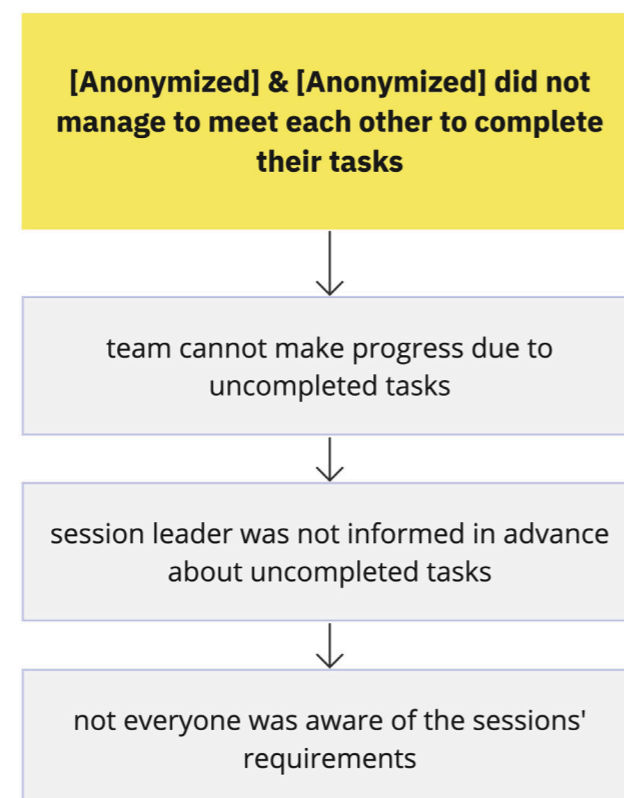 [Anonymized] & [Anonymized] did not
manage to meet each other to complete
their tasks
team cannot make progress due to
uncompleted tasks
session leader was not informed in advance
about uncompleted tasks
not everyone was aware of the sessions'
requirements